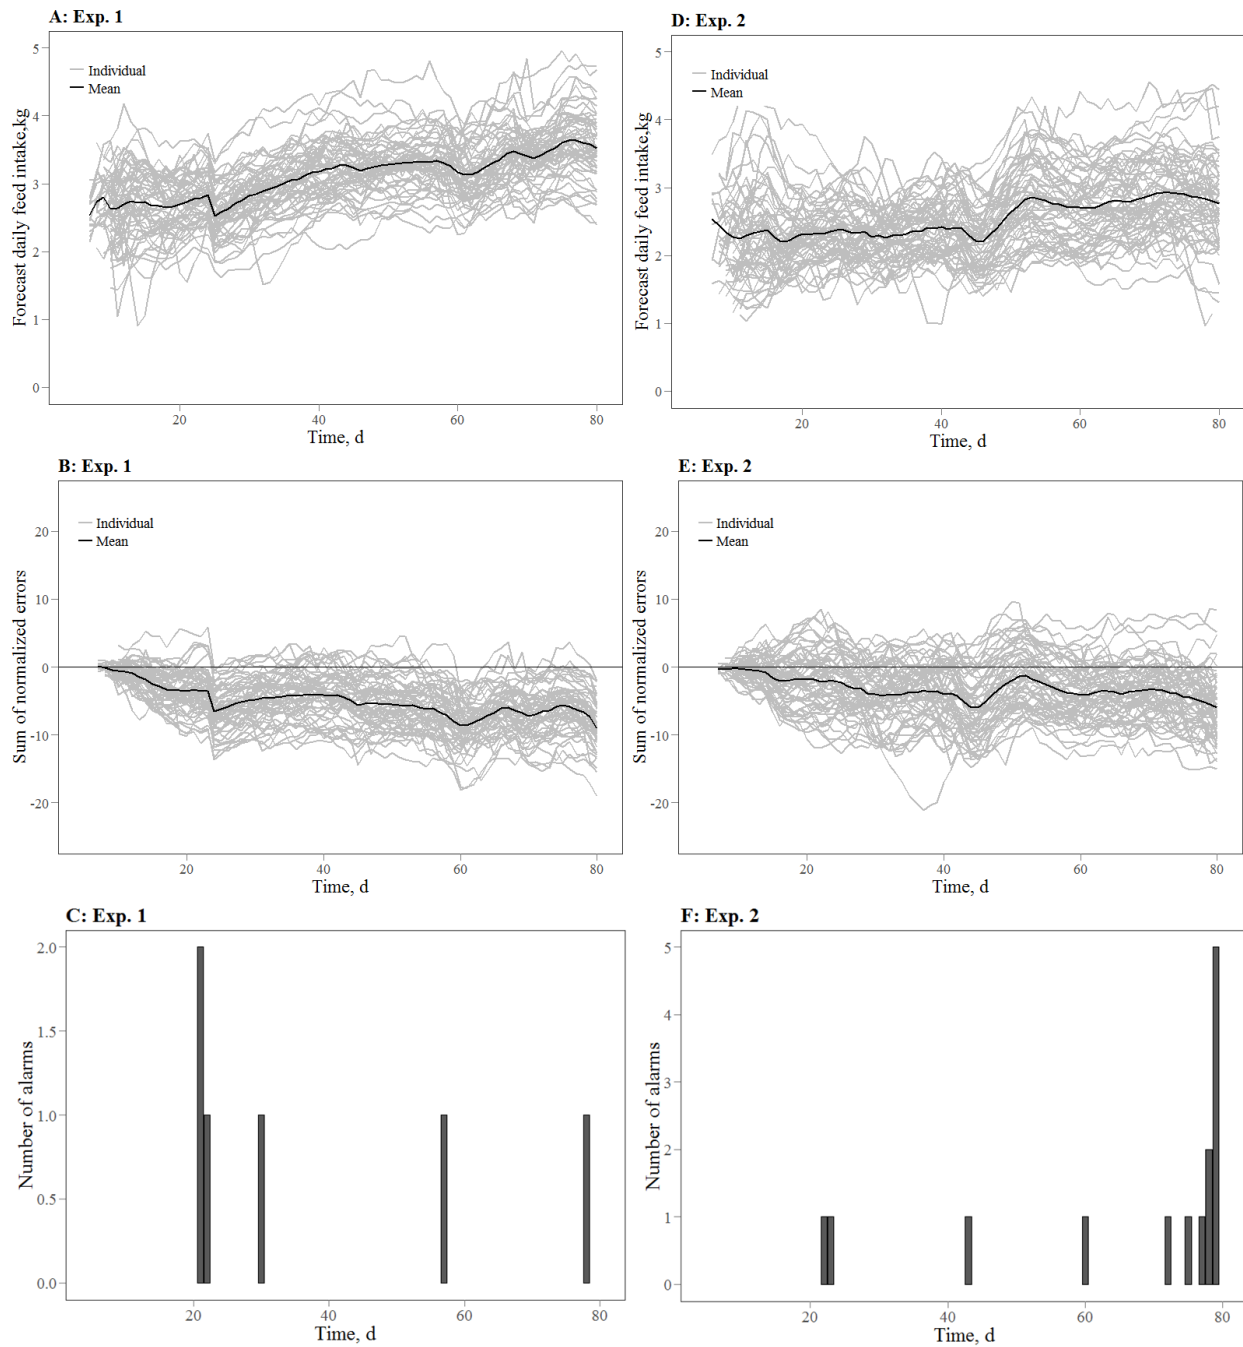 A: Exp. 1
Forecast daily feed intake,kg
5
4
3
2
1
0
Individual
Mean
20
40
60
80
Time, d
D: Exp. 2
Forecast daily feed intake,kg
5
4
3
2
1
0
Individual
Mean
20
40
60
80
Time, d
B: Exp. 1
Sum of normalized errors
20
10
0
-10
-20
Individual
Mean
20
40
60
80
Time, d
E: Exp. 2
Sum of normalized errors
20
10
0
-10
-20
Individual
Mean
20
40
60
80
Time, d
C: Exp. 1
Number of alarms
2.0
1.5
1.0
0.5
0.0
20
40
60
80
Time, d
F: Exp. 2
Number of alarms
5
4
3
2
1
0
20
40
60
80
Time, d